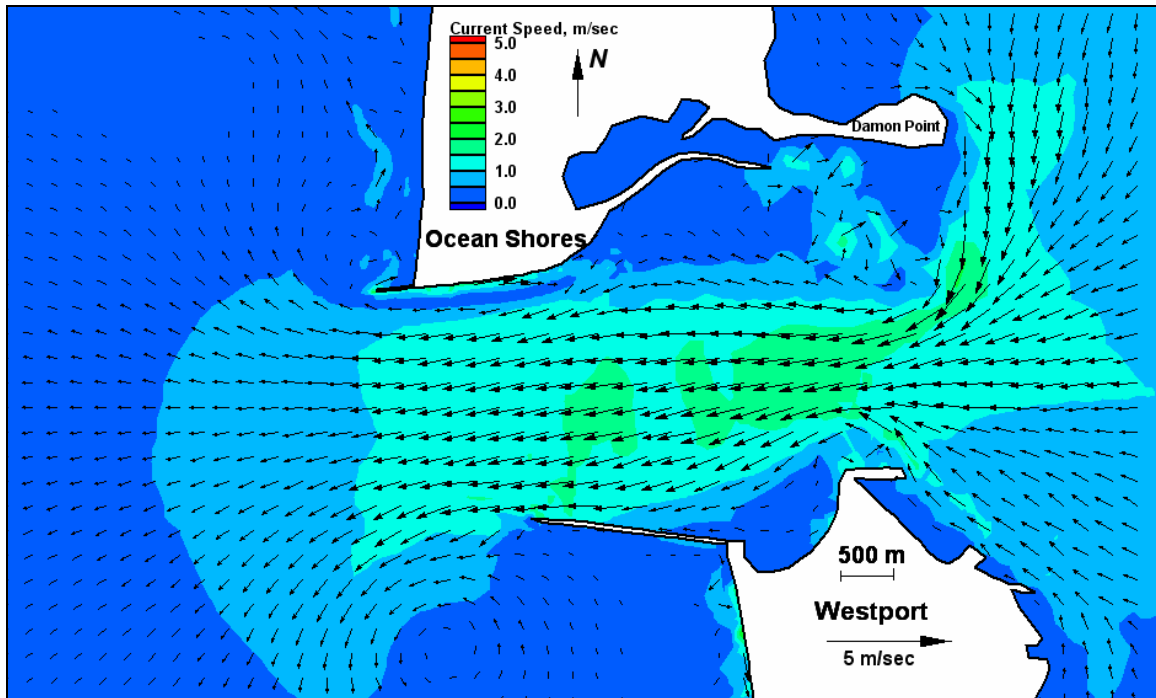 Current Speed, m/sec
5.0
4.0
3.0
2.0
1.0
0.0
N
Damon Point
Ocean Shores
500 m
Westport
5 m/sec